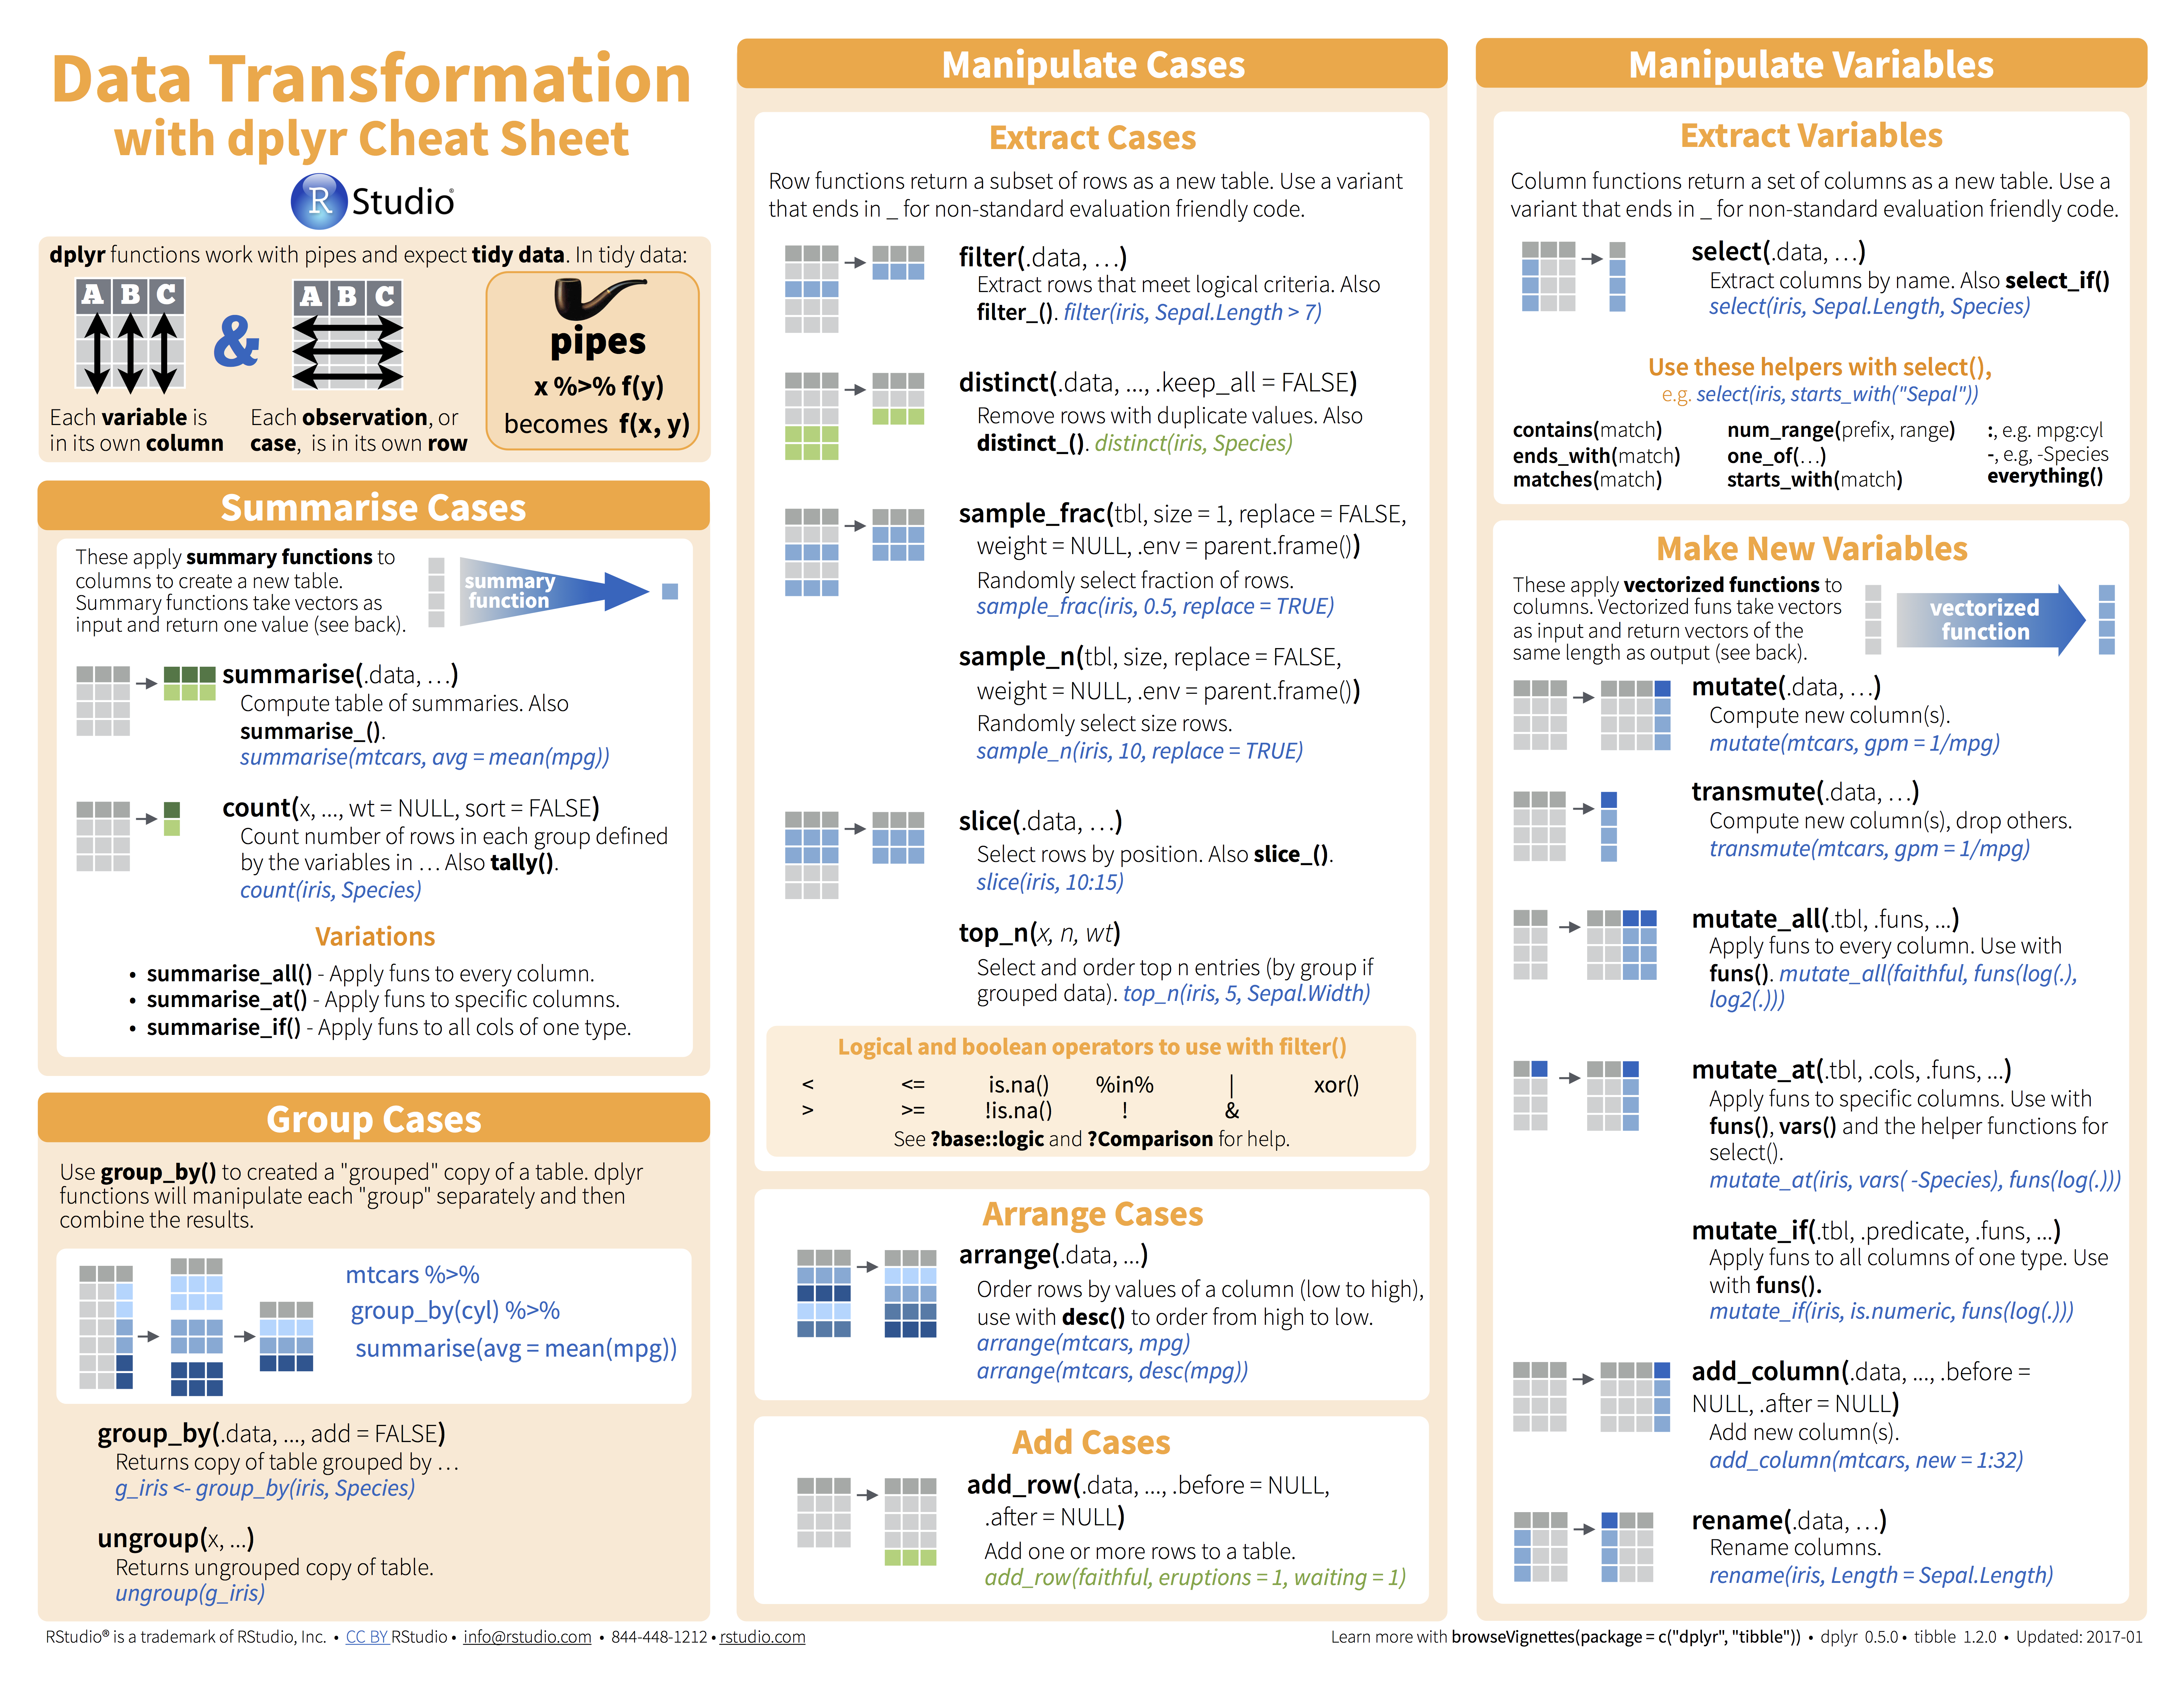 Data Transformation
with dplyr Cheat Sheet
R Studio®
dplyr functions work with pipes and expect tidy data. In tidy data:
A B C
&
A B C
Each variable is
in its own column
Each observation, or
case, is in its own row
pipes
x %>% f(y)
becomes f(x, y)
Summarise Cases
These apply summary functions to
columns to create a new table.
Summary functions take vectors as
input and return one value (see back).
summary
function
summarise(.data, …)
Compute table of summaries. Also
summarise_().
summarise(mtcars, avg = mean(mpg))
count(x, ..., wt = NULL, sort = FALSE)
Count number of rows in each group defined
by the variables in … Also tally().
count(iris, Species)
Variations
• summarise_all() - Apply funs to every column.
• summarise_at() - Apply funs to specific columns.
• summarise_if() - Apply funs to all cols of one type.
Group Cases
Use group_by() to created a "grouped" copy of a table. dplyr
functions will manipulate each "group" separately and then
combine the results.
mtcars %>%
group_by(cyl) %>%
summarise(avg = mean(mpg))
group_by(.data, ..., add = FALSE)
Returns copy of table grouped by …
g_iris <- group_by(iris, Species)
ungroup(x, ...)
Returns ungrouped copy of table.
ungroup(g_iris)
Manipulate Cases
Extract Cases
Row functions return a subset of rows as a new table. Use a variant
that ends in _ for non-standard evaluation friendly code.
filter(.data, …)
Extract rows that meet logical criteria. Also
filter_(). filter(iris, Sepal.Length > 7)
distinct(.data, ..., .keep_all = FALSE)
Remove rows with duplicate values. Also
distinct_(). distinct(iris, Species)
sample_frac(tbl, size = 1, replace = FALSE,
weight = NULL, .env = parent.frame())
Randomly select fraction of rows.
sample_frac(iris, 0.5, replace = TRUE)
sample_n(tbl, size, replace = FALSE,
weight = NULL, .env = parent.frame())
Randomly select size rows.
sample_n(iris, 10, replace = TRUE)
slice(.data, …)
Select rows by position. Also slice_().
slice(iris, 10:15)
top_n(x, n, wt)
Select and order top n entries (by group if
grouped data). top_n(iris, 5, Sepal.Width)
Logical and boolean operators to use with filter()
< <= is.na() %in% | xor()
> >= !is.na() ! &
See ?base::logic and ?Comparison for help.
Arrange Cases
arrange(.data, ...)
Order rows by values of a column (low to high),
use with desc() to order from high to low.
arrange(mtcars, mpg)
arrange(mtcars, desc(mpg))
Add Cases
add_row(.data, ..., .before = NULL,
.after = NULL)
Add one or more rows to a table.
add_row(faithful, eruptions = 1, waiting = 1)
Manipulate Variables
Extract Variables
Column functions return a set of columns as a new table. Use a
variant that ends in _ for non-standard evaluation friendly code.
select(.data, …)
Extract columns by name. Also select_if()
select(iris, Sepal.Length, Species)
Use these helpers with select(),
e.g. select(iris, starts_with("Sepal"))
contains(match) num_range(prefix, range) :, e.g. mpg:cyl
ends_with(match) one_of(…) -, e.g, -Species
matches(match) starts_with(match) everything()
Make New Variables
These apply vectorized functions to
columns. Vectorized funs take vectors
as input and return vectors of the
same length as output (see back).
vectorized
function
mutate(.data, …)
Compute new column(s).
mutate(mtcars, gpm = 1/mpg)
transmute(.data, …)
Compute new column(s), drop others.
transmute(mtcars, gpm = 1/mpg)
mutate_all(.tbl, .funs, ...)
Apply funs to every column. Use with
funs(). mutate_all(faithful, funs(log(.),
log2(.)))
mutate_at(.tbl, .cols, .funs, ...)
Apply funs to specific columns. Use with
funs(), vars() and the helper functions for
select().
mutate_at(iris, vars( -Species), funs(log(.)))
mutate_if(.tbl, .predicate, .funs, ...)
Apply funs to all columns of one type. Use
with funs().
mutate_if(iris, is.numeric, funs(log(.)))
add_column(.data, ..., .before =
NULL, .after = NULL)
Add new column(s).
add_column(mtcars, new = 1:32)
rename(.data, …)
Rename columns.
rename(iris, Length = Sepal.Length)
RStudio® is a trademark of RStudio, Inc. • CC BY RStudio • info@rstudio.com • 844-448-1212 • rstudio.com
Learn more with browseVignettes(package = c("dplyr", "tibble")) • dplyr 0.5.0 • tibble 1.2.0 • Updated: 2017-01